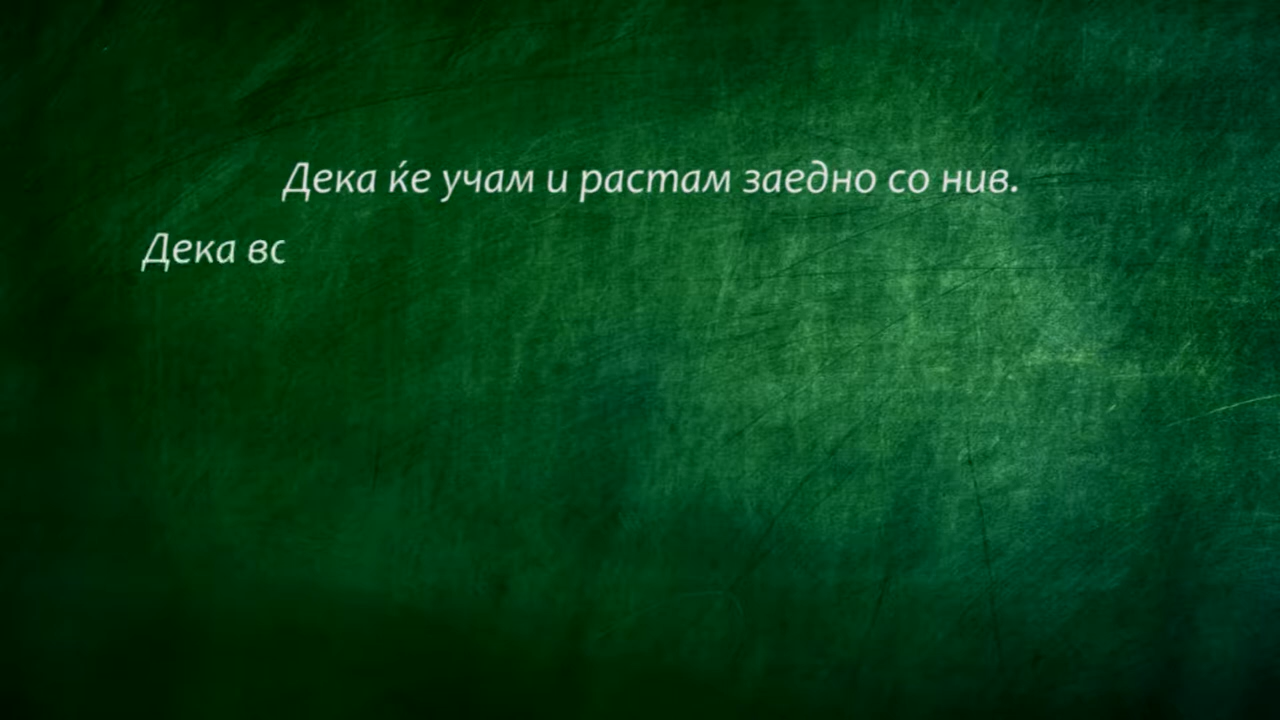 Дека ќе учам и растам заедно со нив.
Дека вс